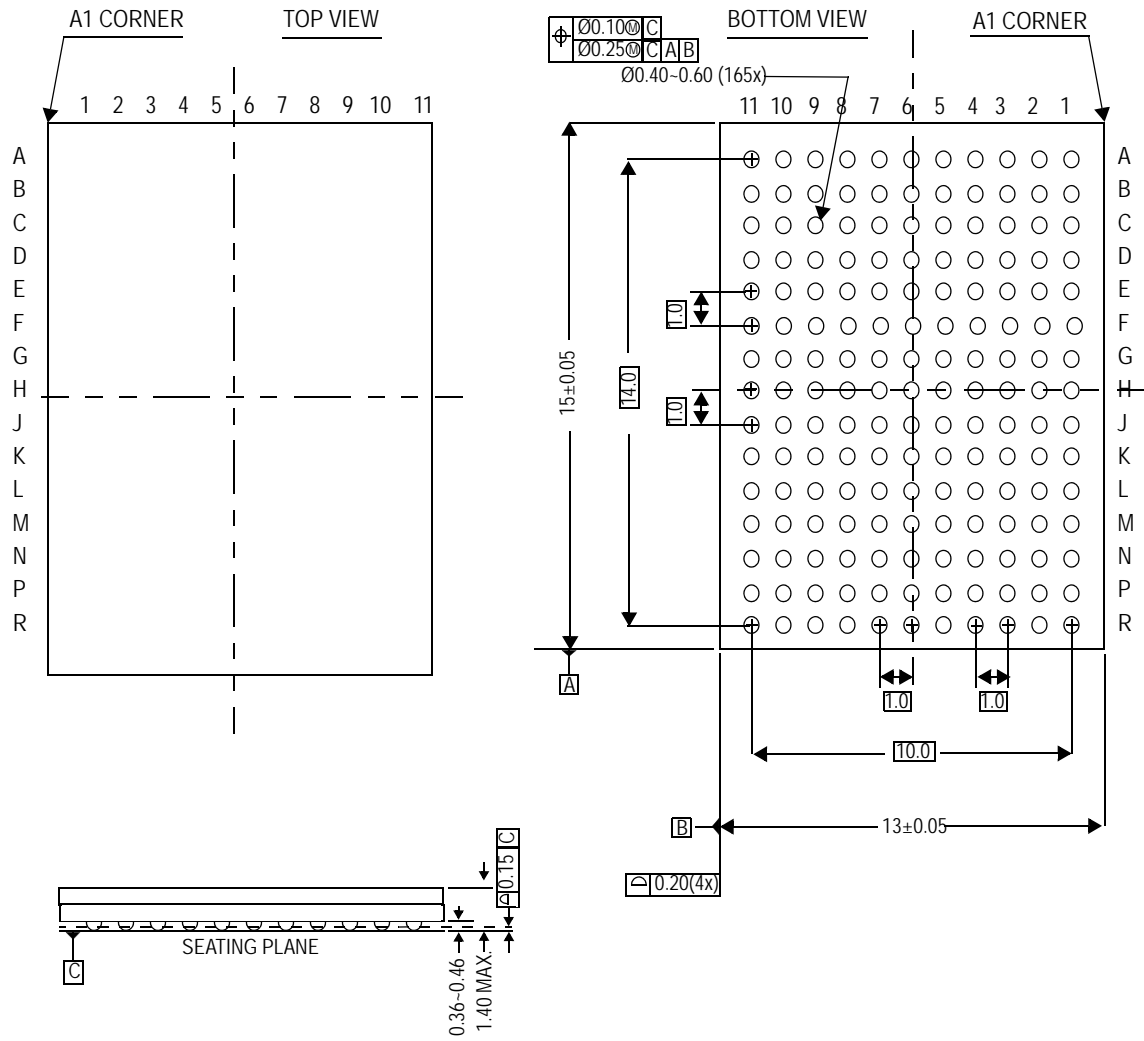 A1 CORNER
TOP VIEW
1 2 3 4 5 6 7 8 9 10 11
A
B
C
D
E
F
G
H
J
K
L
M
N
P
R
Ø0.10Ⓜ C
Ø0.25Ⓜ C A B
Ø0.40~0.60 (165x)
BOTTOM VIEW
A1 CORNER
11 10 9 8 7 6 5 4 3 2 1
A
B
C
D
E
F
G
H
J
K
L
M
N
P
R
15±0.05
14.0
1.0
1.0
A
1.0
1.0
10.0
B
13±0.05
0.20(4x)
0.15 C
SEATING PLANE
C
0.36~0.46
1.40 MAX.